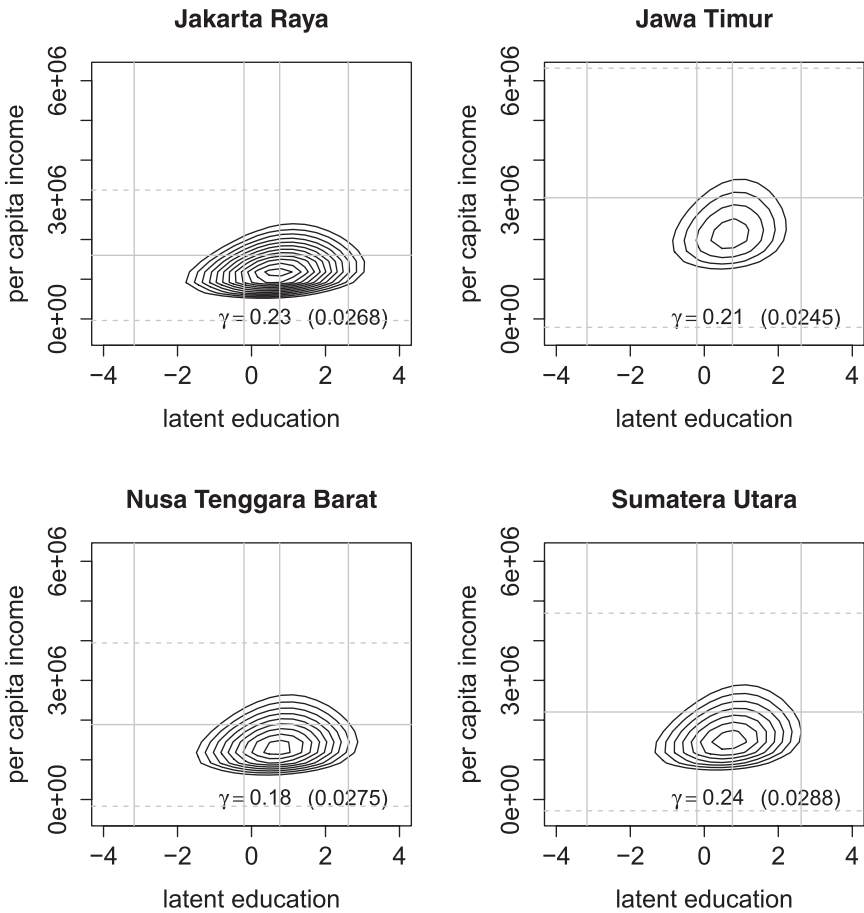 Jakarta Raya
per capita income
6e+06
3e+06
0e+00
γ = 0.23 (0.0268)
−4 −2 0 2 4
latent education
Jawa Timur
per capita income
6e+06
3e+06
0e+00
γ = 0.21 (0.0245)
−4 −2 0 2 4
latent education
Nusa Tenggara Barat
per capita income
6e+06
3e+06
0e+00
γ = 0.18 (0.0275)
−4 −2 0 2 4
latent education
Sumatera Utara
per capita income
6e+06
3e+06
0e+00
γ = 0.24 (0.0288)
−4 −2 0 2 4
latent education